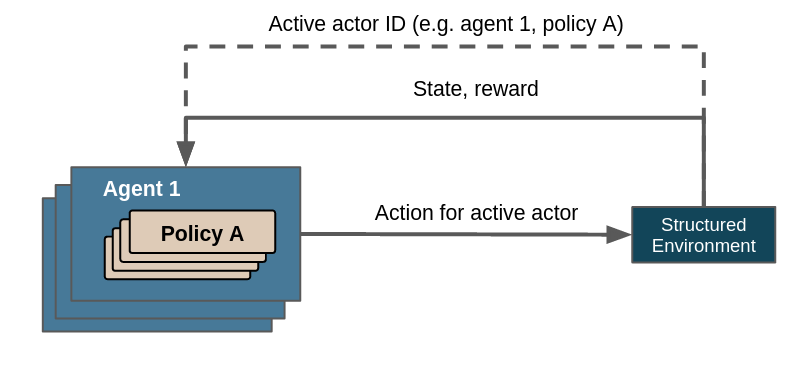 Active actor ID (e.g. agent 1, policy A)
State, reward
Agent 1
Policy A
Action for active actor
Structured
Environment